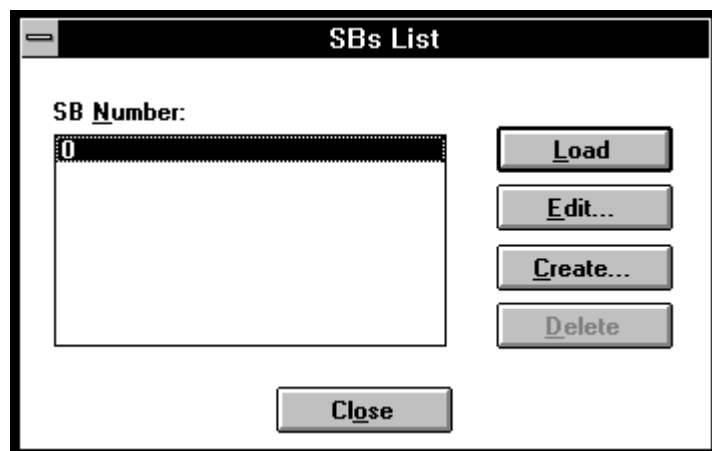 SBs List
SB Number:
0
Load
Edit...
Create...
Delete
Close